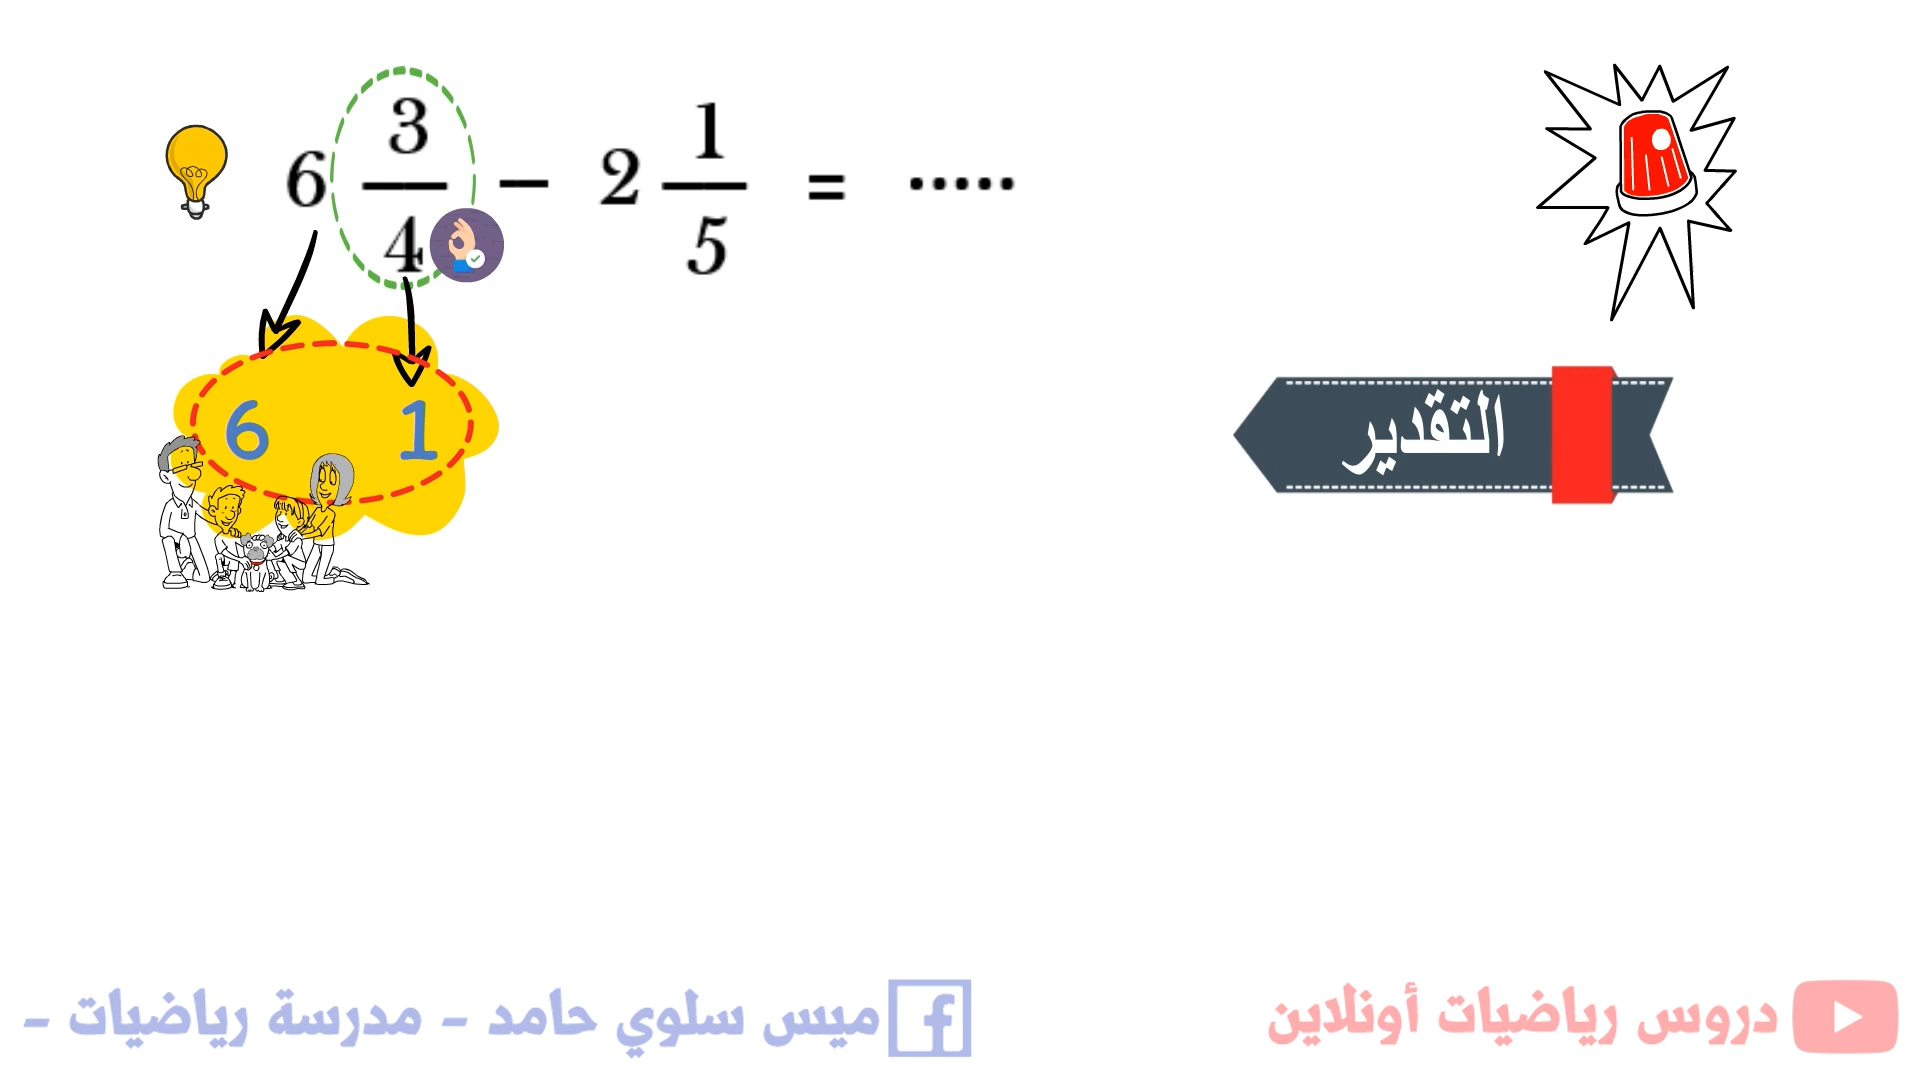 6 3/4 − 2 1/5 = .....
6 1
التقدير
دروس رياضيات أونلاين
ميس سلوي حامد - مدرسة رياضيات -